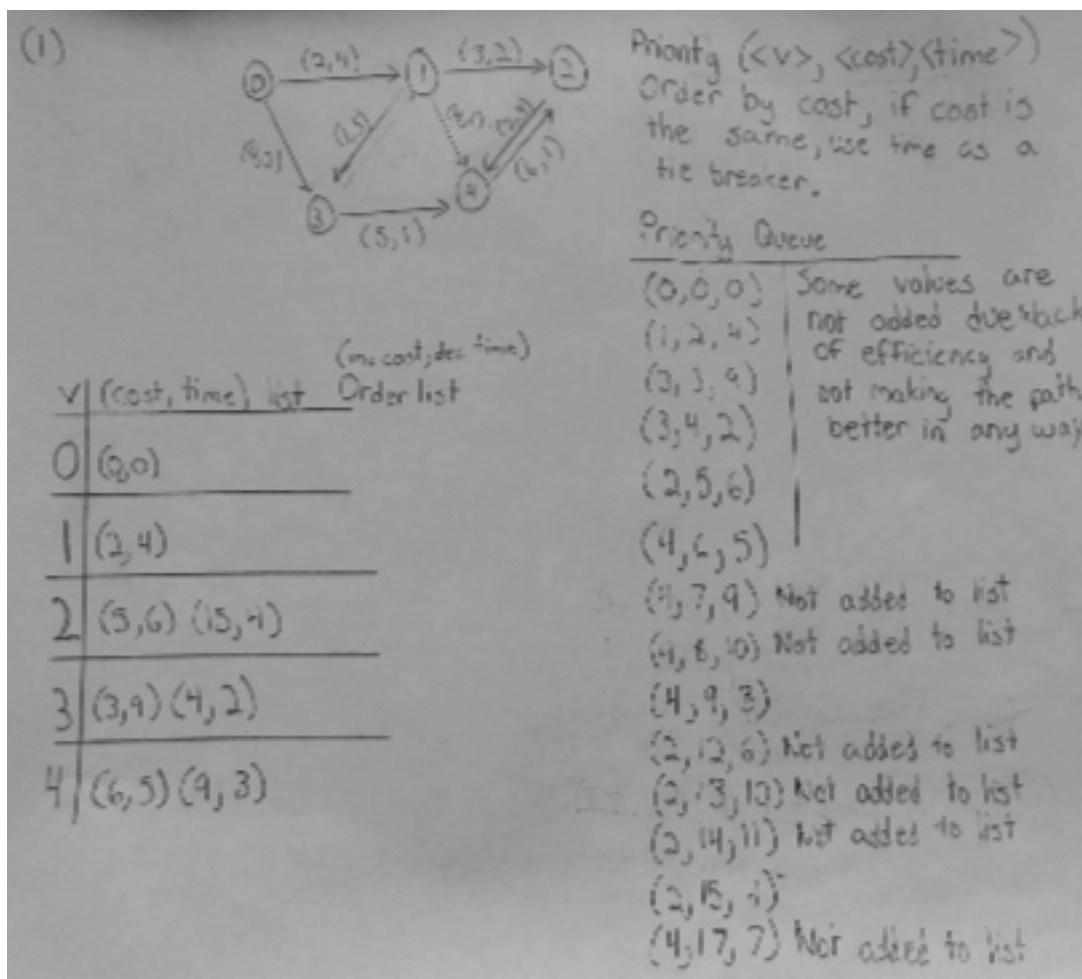 (1)
(2,4)
(3,2)
0
1
2
(1,5)
(6,1)
4
3
(5,1)
Priority (<v>, <cost>,<time>)
Order by cost, if cost is
the same, use time as a
tie breaker.
Priority Queue
(0,0,0)
(1,2,4)
(3,3,9)
(3,4,2)
(2,5,6)
(4,6,5)
Some values are
not added due lack
of efficiency and
not making the path
better in any way
(4,7,9) Not added to list
(4,8,10) Not added to list
(4,9,3)
(2,12,6) Not added to list
(2,13,10) Not added to list
(2,14,11) Not added to list
(2,15,4)
(4,17,7) Not added to list
(inc cost, dec time)
v (cost, time) list Order list
0 (0,0)
1 (2,4)
2 (5,6) (15,4)
3 (3,9) (4,2)
4 (6,5) (9,3)